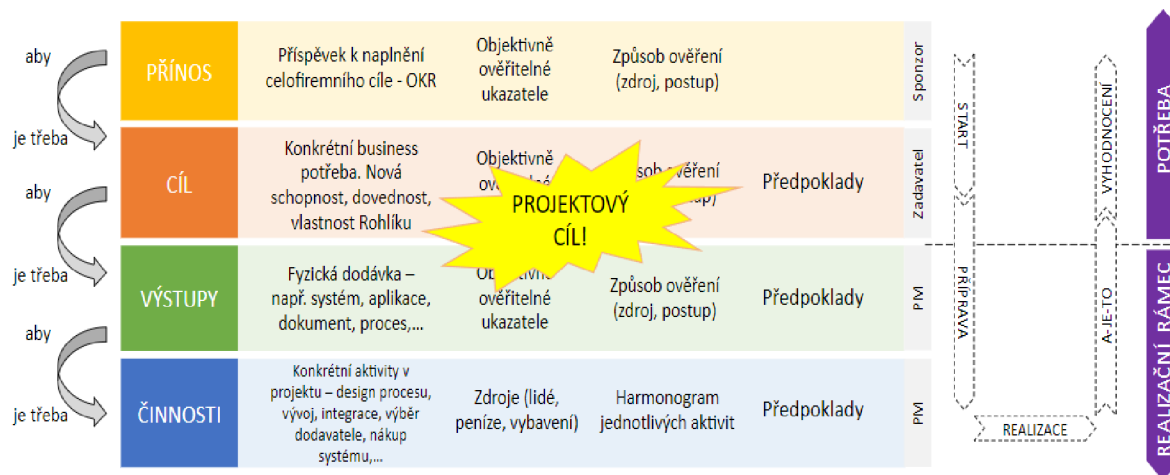 aby
je třeba
aby
je třeba
aby
je třeba
PŘÍNOS
Příspěvek k naplnění
celofiremního cíle - OKR
Objektivně
ověřitelné
ukazatele
Způsob ověření
(zdroj, postup)
Sponzor
CÍL
Konkrétní business
potřeba. Nová
schopnost, dovednost,
vlastnost Rohlíku
Objektivně
ověření
Předpoklady
Zadavatel
PROJEKTOVÝ
CÍL!
VÝSTUPY
Fyzická dodávka –
např. systém, aplikace,
dokument, proces,...
ověřitelné
ukazatele
Způsob ověření
(zdroj, postup)
Předpoklady
PM
ČINNOSTI
Konkrétní aktivity v
projektu – design procesu,
vývoj, integrace, výběr
dodavatele, nákup
systému,...
Zdroje (lidé,
peníze, vybavení)
Harmonogram
jednotlivých aktivit
Předpoklady
PM
START
PŘÍPRAVA
REALIZACE
A-JE-TO
VYHODNOCENÍ
POTŘEBA
REALIZAČNÍ RÁMEC